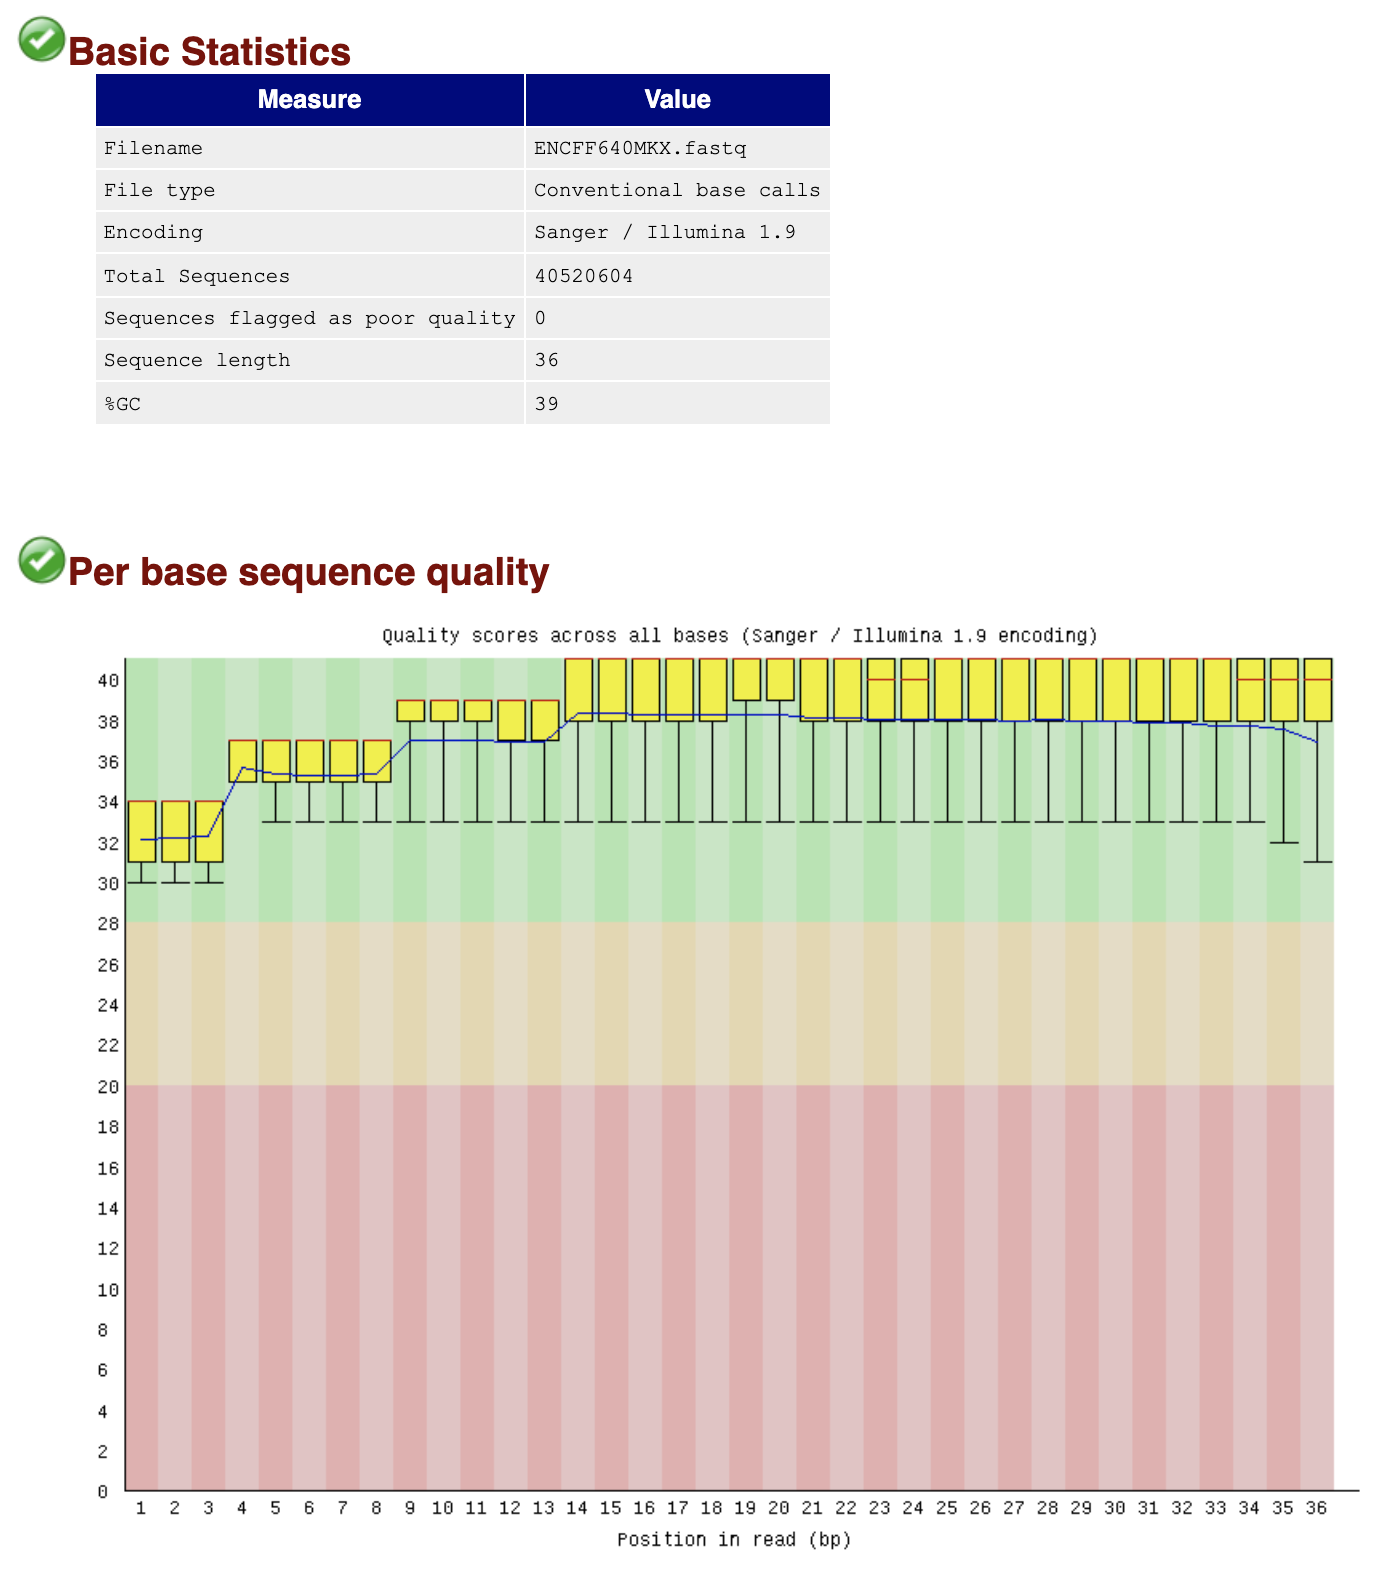 Basic Statistics
Measure Value
Filename ENCFF640MKX.fastq
File type Conventional base calls
Encoding Sanger / Illumina 1.9
Total Sequences 40520604
Sequences flagged as poor quality 0
Sequence length 36
%GC 39
Per base sequence quality
Quality scores across all bases (Sanger / Illumina 1.9 encoding)
40
38
36
34
32
30
28
26
24
22
20
18
16
14
12
10
8
6
4
2
0
1 2 3 4 5 6 7 8 9 10 11 12 13 14 15 16 17 18 19 20 21 22 23 24 25 26 27 28 29 30 31 32 33 34 35 36
Position in read (bp)